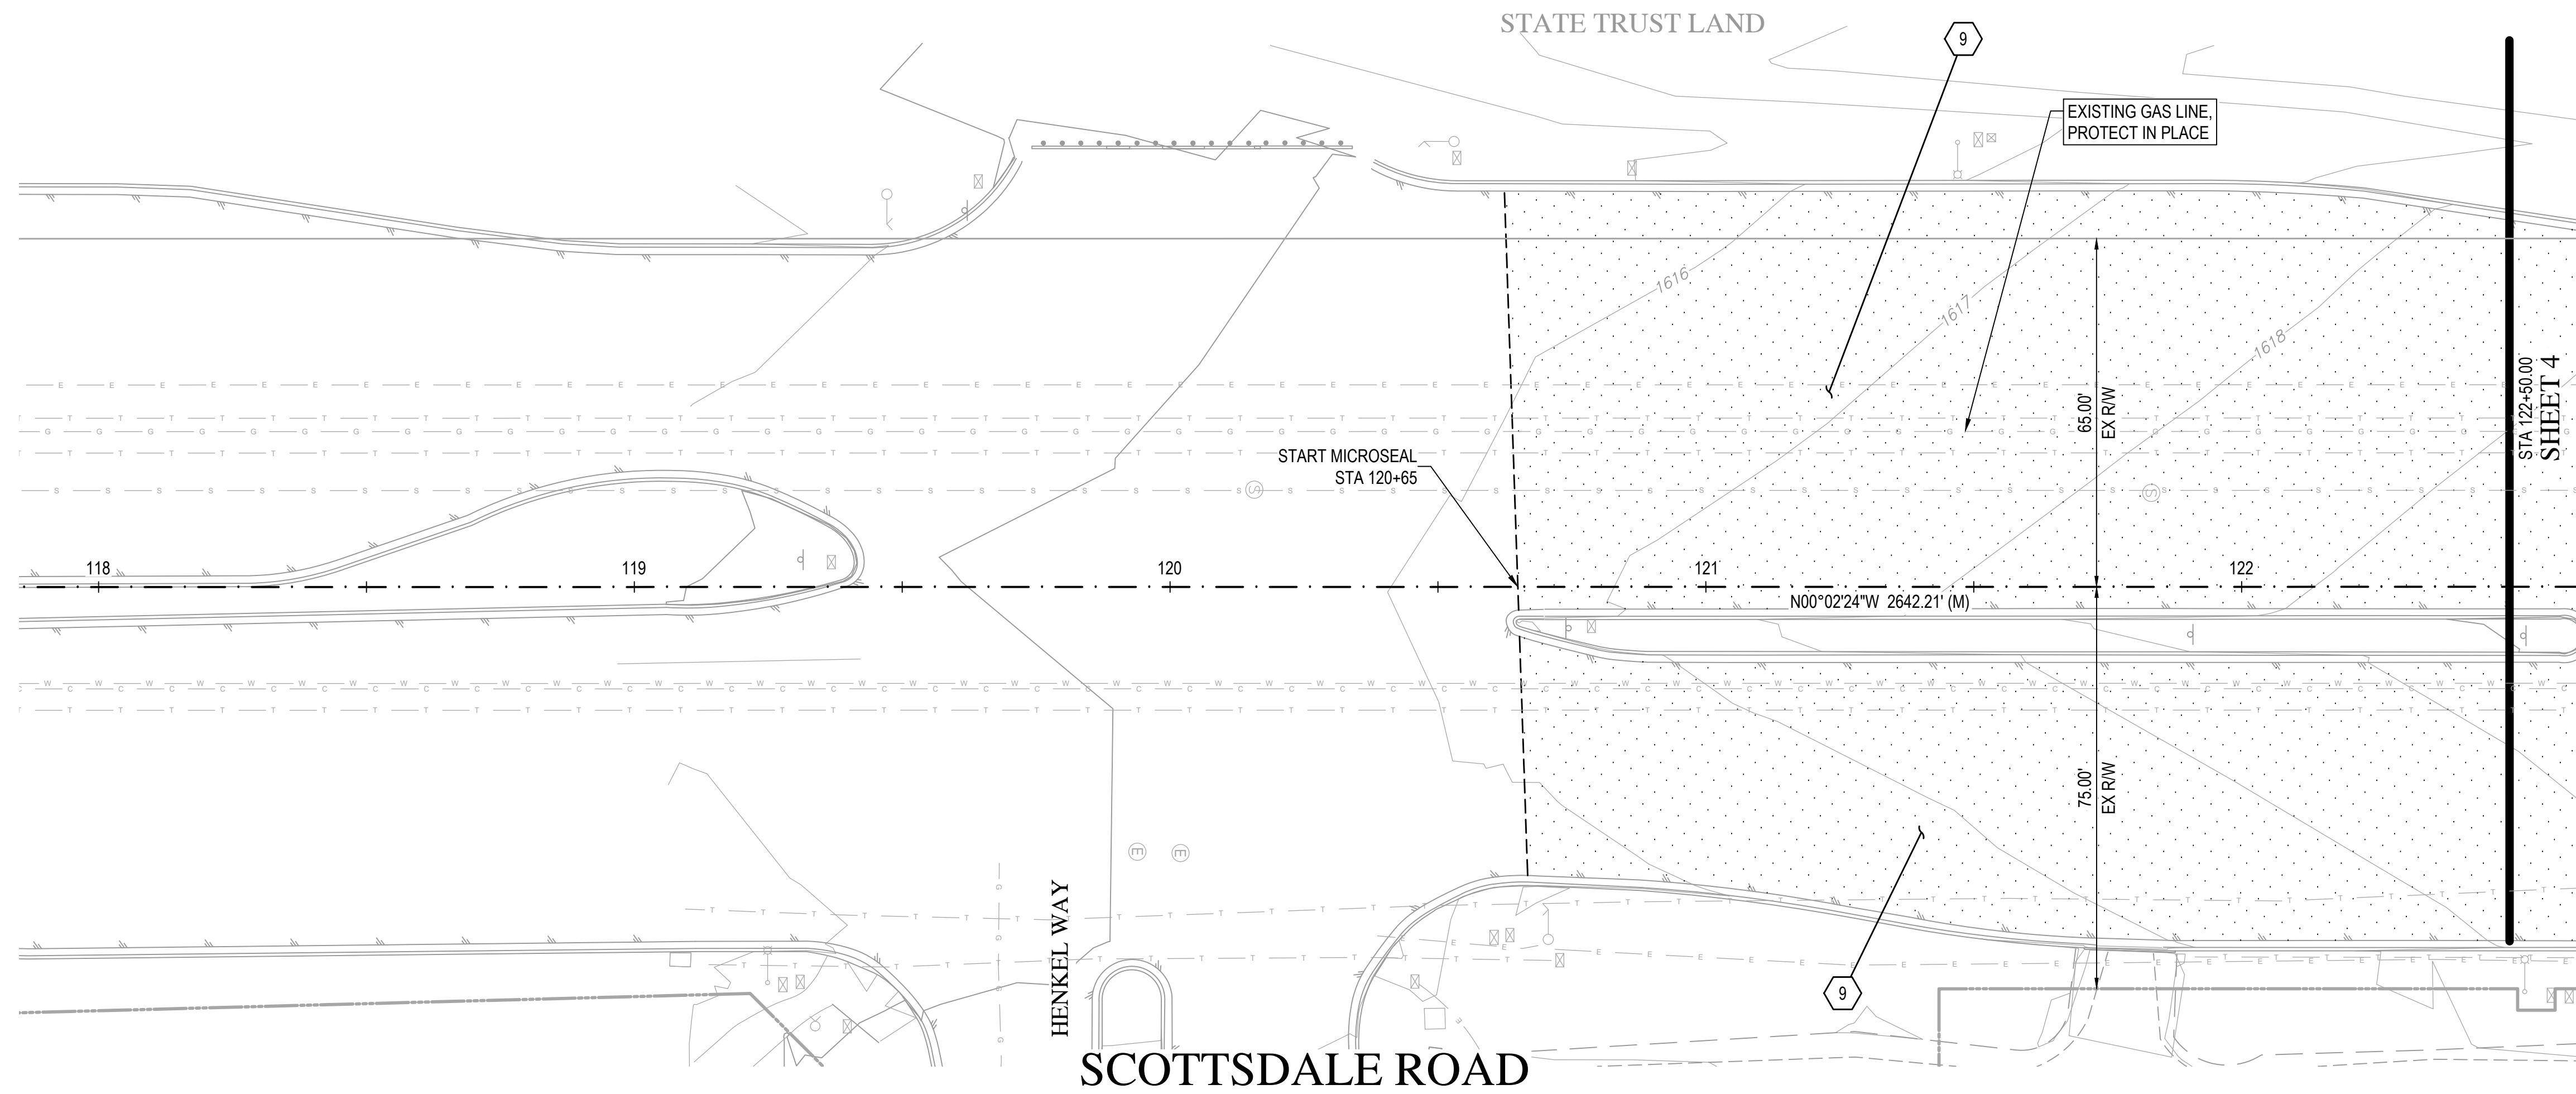 STATE TRUST LAND
9
EXISTING GAS LINE,
PROTECT IN PLACE
1616
1617
1618
65.00'
EX R/W
STA 122+50.00
SHEET 4
START MICROSEAL
STA 120+65
118
119
120
121
122
N00°02'24"W 2642.21' (M)
75.00'
EX R/W
HENKEL WAY
9
SCOTTSDALE ROAD